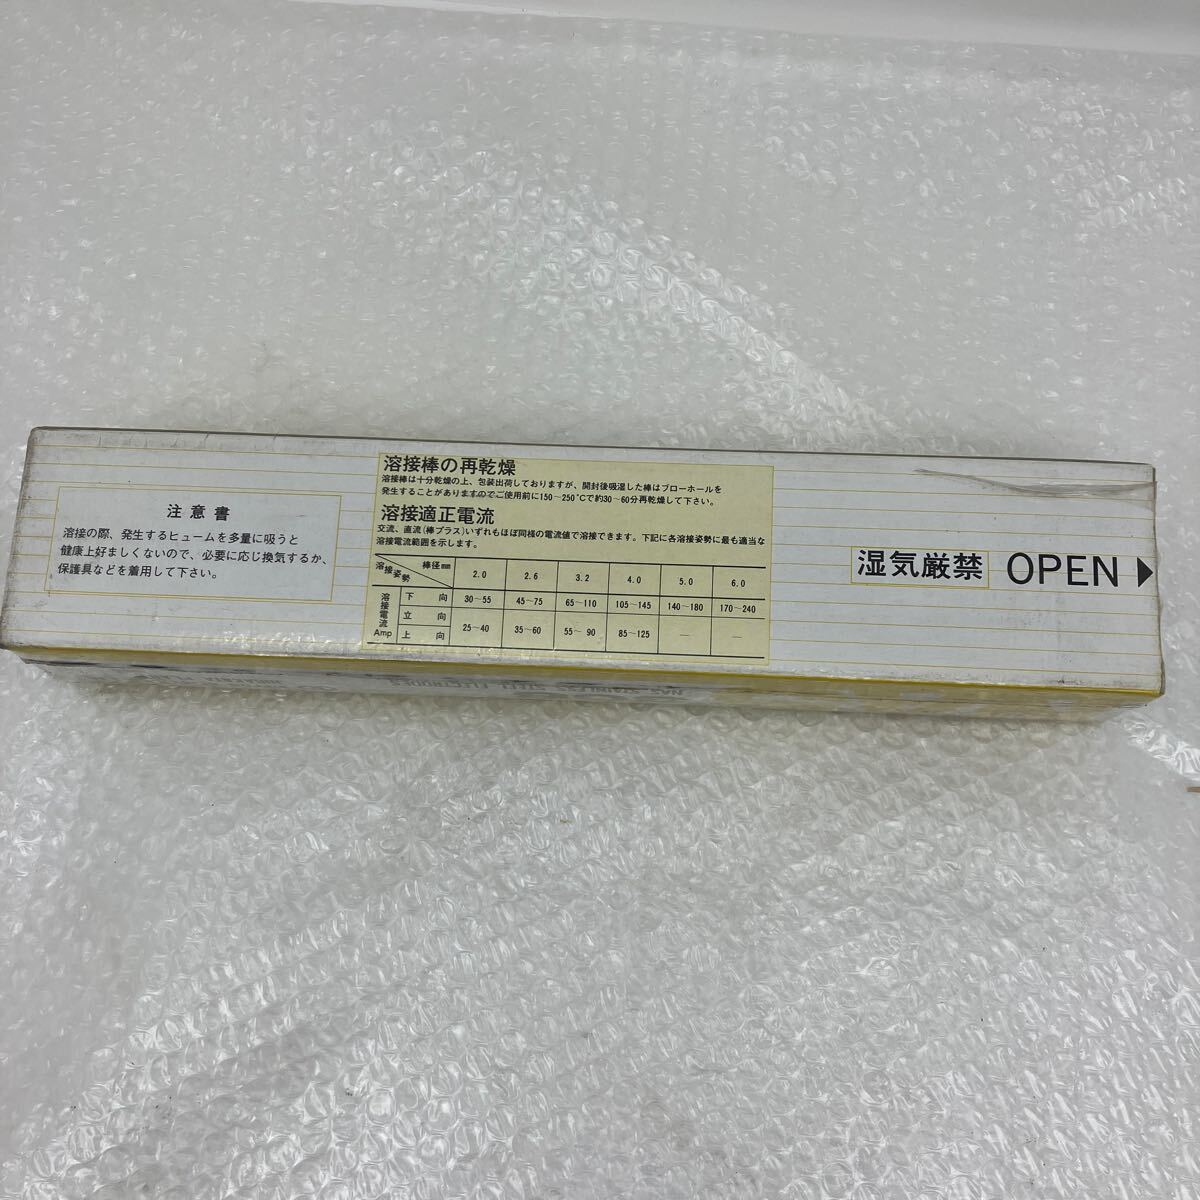 注意書
溶接の際、発生するヒュームを多量に吸うと
健康上好ましくないので、必要に応じ換気するか、
保護具などを着用して下さい。
溶接棒の再乾燥
溶接棒は十分乾燥の上、包装出荷しておりますが、開封後吸湿した棒はブローホールを
発生することがありますのでご使用前に150～250℃で約30～60分再乾燥して下さい。
溶接適正電流
交流、直流(棒プラス)いずれもほぼ同様の電流値で溶接できます。下記に各溶接姿勢に最も適当な
溶接電流範囲を示します。
溶接姿勢 棒径mm 2.0 2.6 3.2 4.0 5.0 6.0
溶接電流 Amp
下向 30～55 45～75 65～110 105～145 140～180 170～240
立向
上向 25～40 35～60 55～90 85～125 — —
湿気厳禁 OPEN▶
NAS STAINLESS STEEL ELECTRODES